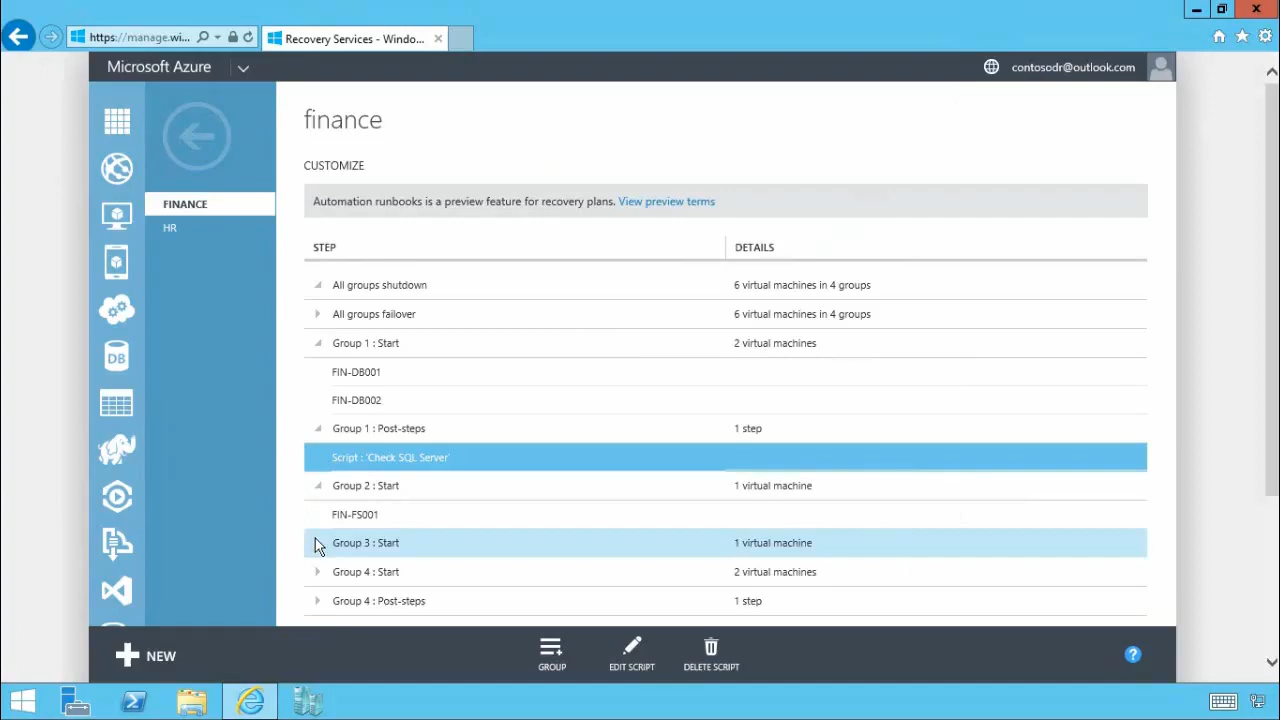 https://manage.wi...
Recovery Services - Windo...
Microsoft Azure
contosodr@outlook.com
finance
CUSTOMIZE
FINANCE
HR
Automation runbooks is a preview feature for recovery plans. View preview terms
STEP DETAILS
All groups shutdown 6 virtual machines in 4 groups
All groups failover 6 virtual machines in 4 groups
Group 1 : Start 2 virtual machines
FIN-DB001
FIN-DB002
Group 1 : Post-steps 1 step
Script : 'Check SQL Server'
Group 2 : Start 1 virtual machine
FIN-FS001
Group 3 : Start 1 virtual machine
Group 4 : Start 2 virtual machines
Group 4 : Post-steps 1 step
DB
NEW
GROUP
EDIT SCRIPT
DELETE SCRIPT
?